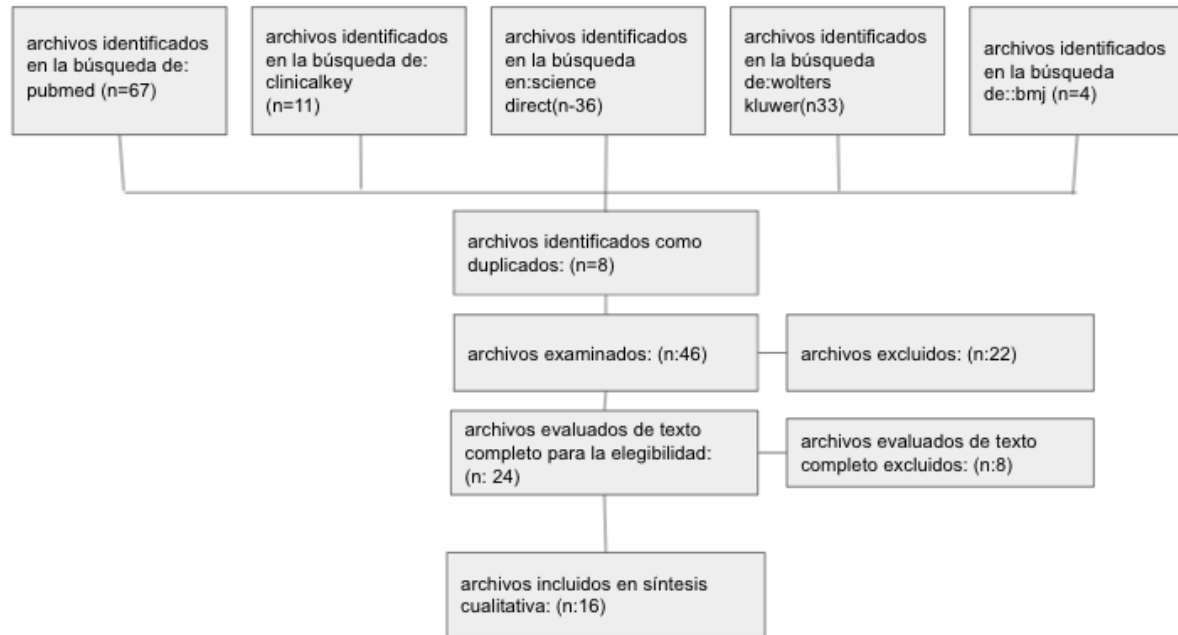 archivos identificados
en la búsqueda de:
pubmed (n=67)
archivos identificados
en la búsqueda de:
clinicalkey
(n=11)
archivos identificados
en la búsqueda
en:science
direct(n-36)
archivos identificados
en la búsqueda
de:wolters
kluwer(n33)
archivos identificados
en la búsqueda
de::bmj (n=4)
archivos identificados como
duplicados: (n=8)
archivos examinados: (n:46)
archivos excluidos: (n:22)
archivos evaluados de texto
completo para la elegibilidad:
(n: 24)
archivos evaluados de texto
completo excluidos: (n:8)
archivos incluidos en síntesis
cualitativa: (n:16)